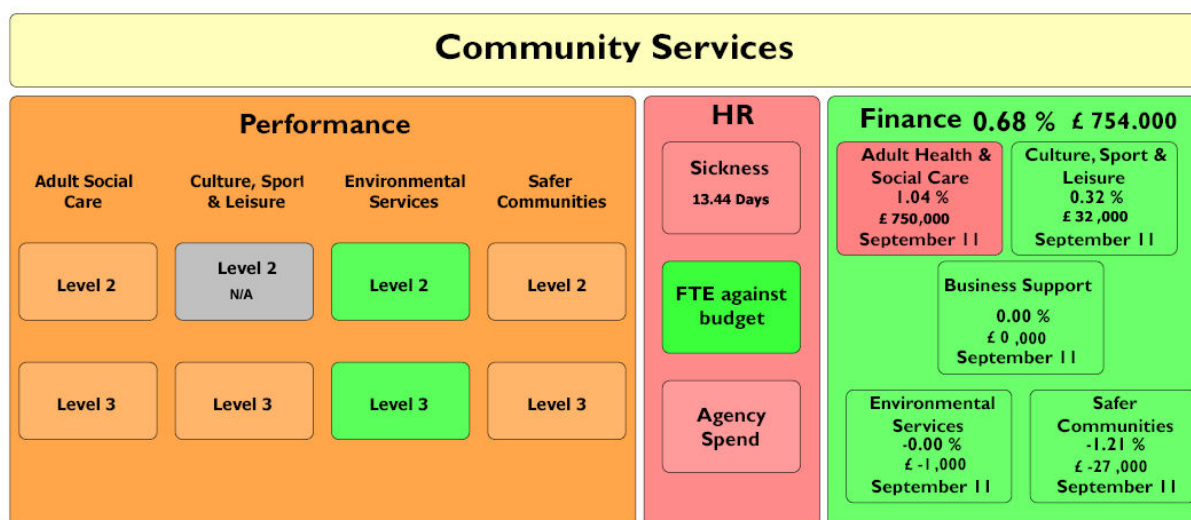 Community Services
Performance
Adult Social
Care
Culture, Sport
& Leisure
Environmental
Services
Safer
Communities
Level 2
Level 2
N/A
Level 2
Level 2
Level 3
Level 3
Level 3
Level 3
HR
Sickness
13.44 Days
FTE against
budget
Agency
Spend
Finance 0.68 % £ 754.000
Adult Health &
Social Care
1.04 %
£ 750,000
September 11
Culture, Sport &
Leisure
0.32 %
£ 32 ,000
September 11
Business Support
0.00 %
£ 0 ,000
September 11
Environmental
Services
-0.00 %
£ -1 ,000
September 11
Safer
Communities
-1.21 %
£ -27 ,000
September 11